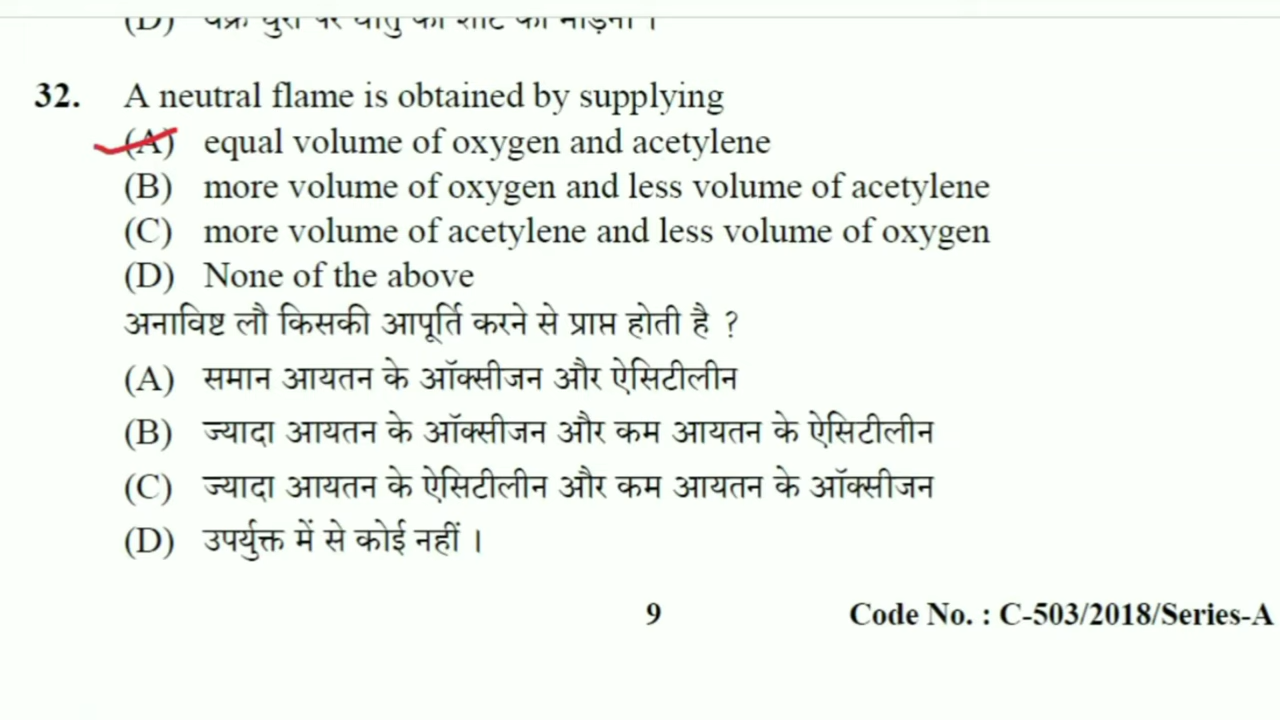 32. A neutral flame is obtained by supplying
(A) equal volume of oxygen and acetylene
(B) more volume of oxygen and less volume of acetylene
(C) more volume of acetylene and less volume of oxygen
(D) None of the above
अनाविष्ट लौ किसकी आपूर्ति करने से प्राप्त होती है ?
(A) समान आयतन के ऑक्सीजन और ऐसिटीलीन
(B) ज्यादा आयतन के ऑक्सीजन और कम आयतन के ऐसिटीलीन
(C) ज्यादा आयतन के ऐसिटीलीन और कम आयतन के ऑक्सीजन
(D) उपर्युक्त में से कोई नहीं ।
9 Code No. : C-503/2018/Series-A